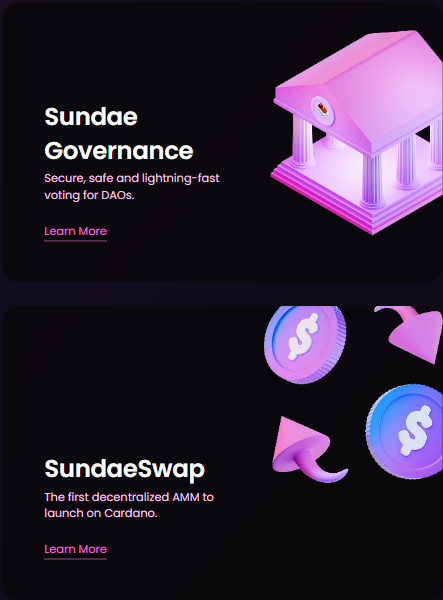 Sundae
Governance
Secure, safe and lightning-fast
voting for DAOs.
Learn More
SundaeSwap
The first decentralized AMM to
launch on Cardano.
Learn More